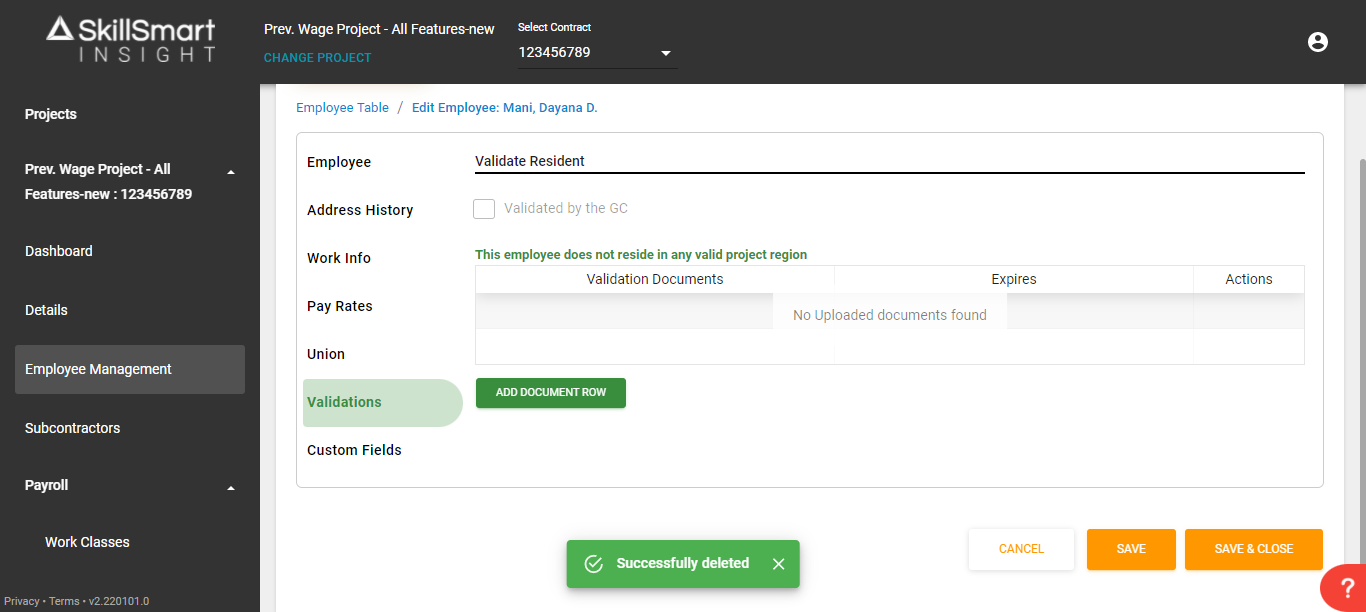 SkillSmart
INSIGHT
Prev. Wage Project - All Features-new
CHANGE PROJECT
Select Contract
123456789
Projects
Prev. Wage Project - All
Features-new : 123456789
Dashboard
Details
Employee Management
Subcontractors
Payroll
Work Classes
Privacy • Terms • v2.220101.0
Employee Table / Edit Employee: Mani, Dayana D.
Employee
Address History
Work Info
Pay Rates
Union
Validations
Custom Fields
Validate Resident
Validated by the GC
This employee does not reside in any valid project region
Validation Documents Expires Actions
No Uploaded documents found
ADD DOCUMENT ROW
CANCEL SAVE SAVE & CLOSE
Successfully deleted
?